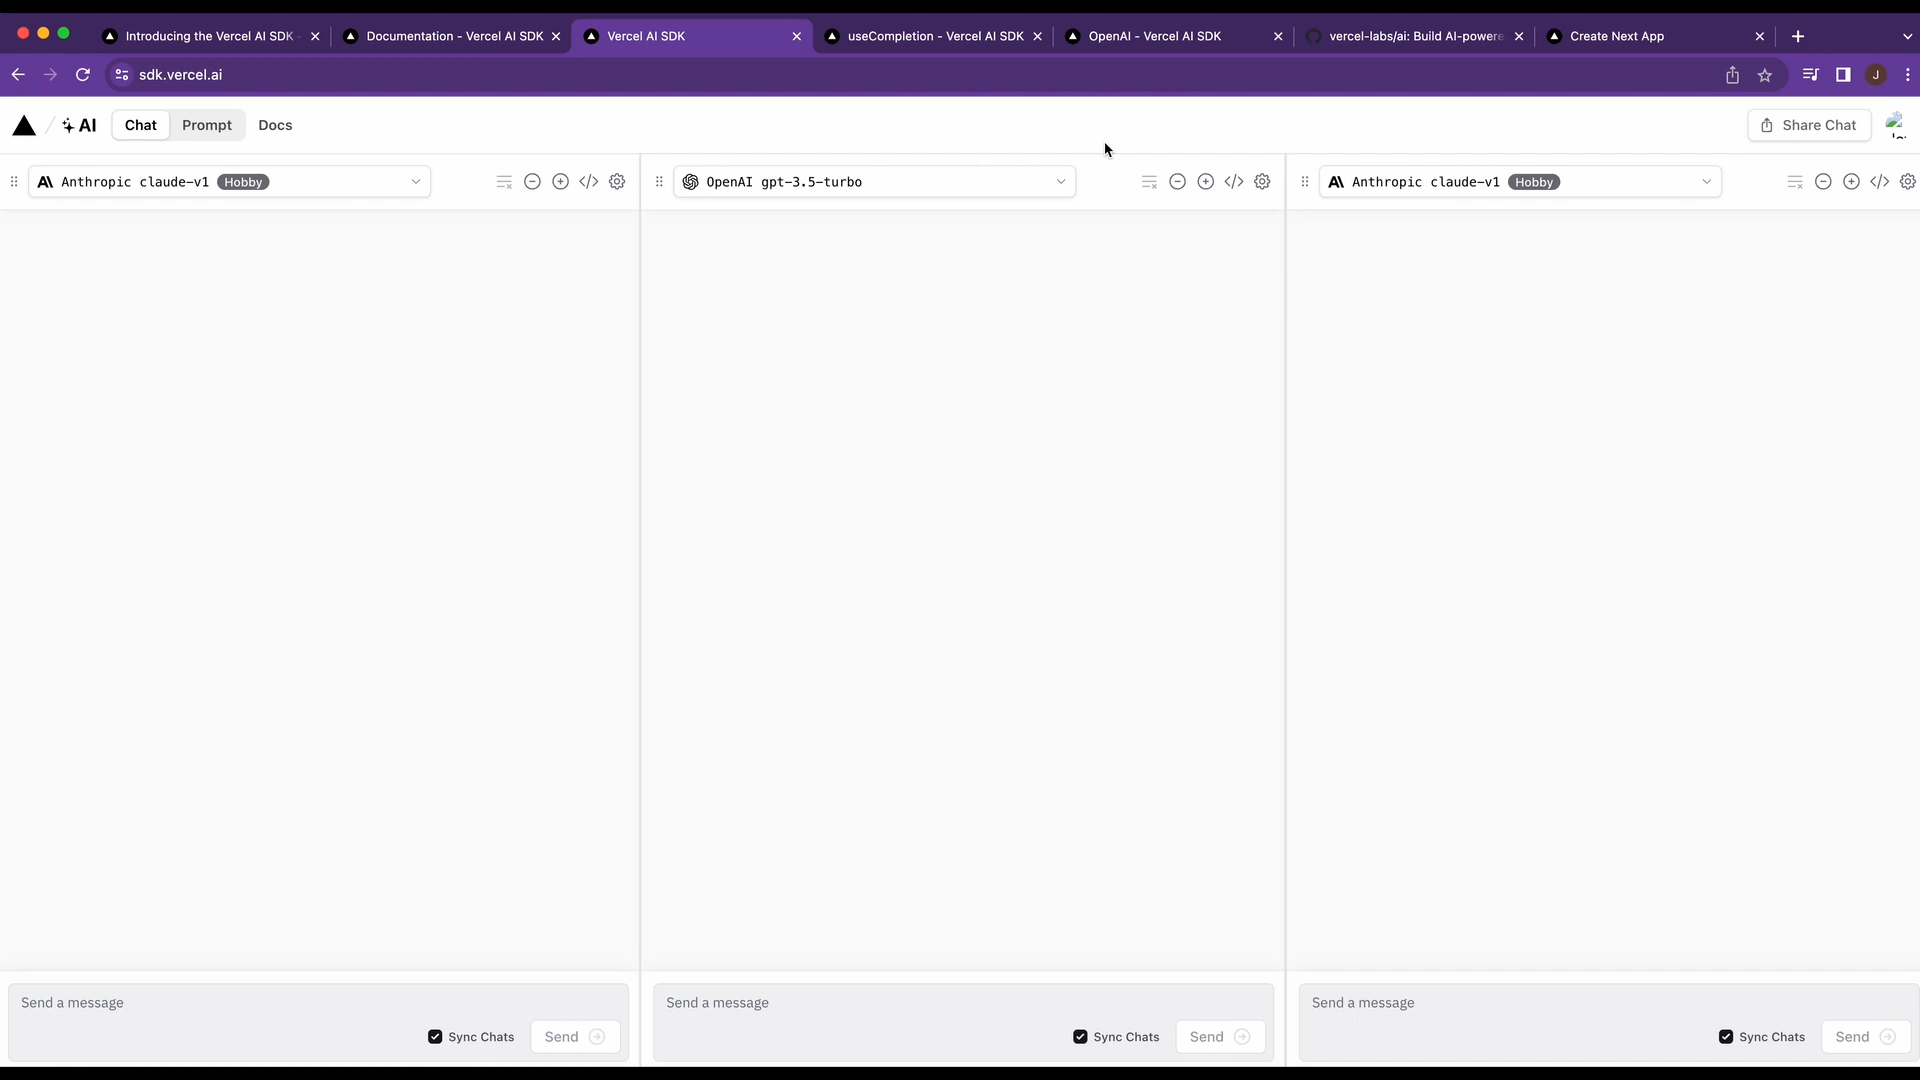 Introducing the Vercel AI SDK
Documentation - Vercel AI SDK
Vercel AI SDK
useCompletion - Vercel AI SDK
OpenAI - Vercel AI SDK
vercel-labs/ai: Build AI-powere
Create Next App
sdk.vercel.ai
J
AI
Chat
Prompt
Docs
Share Chat
Anthropic claude-v1 Hobby
OpenAI gpt-3.5-turbo
Anthropic claude-v1 Hobby
Send a message
Sync Chats
Send
Send a message
Sync Chats
Send
Send a message
Sync Chats
Send